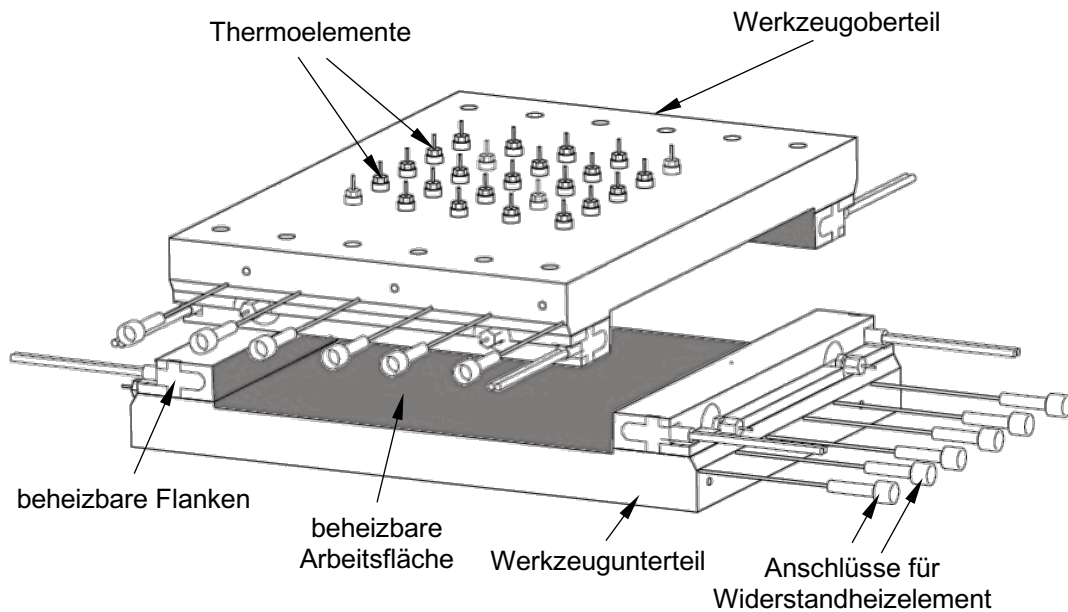 Thermoelemente
Werkzeugoberteil
beheizbare Flanken
beheizbare
Arbeitsfläche
Werkzeugunterteil
Anschlüsse für
Widerstandheizelement